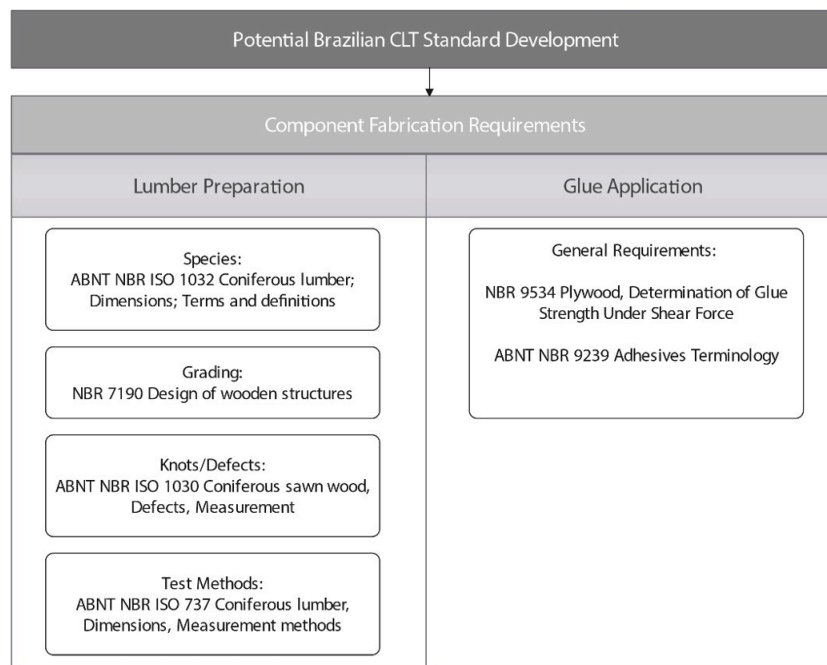 Potential Brazilian CLT Standard Development
Component Fabrication Requirements
Lumber Preparation
Species:
ABNT NBR ISO 1032 Coniferous lumber;
Dimensions; Terms and definitions
Grading:
NBR 7190 Design of wooden structures
Knots/Defects:
ABNT NBR ISO 1030 Coniferous sawn wood,
Defects, Measurement
Test Methods:
ABNT NBR ISO 737 Coniferous lumber,
Dimensions, Measurement methods
Glue Application
General Requirements:
NBR 9534 Plywood, Determination of Glue
Strength Under Shear Force
ABNT NBR 9239 Adhesives Terminology